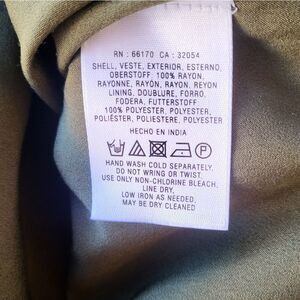 RN : 66170 CA : 32054
SHELL, VESTE, EXTERIOR, ESTERNO,
OBERSTOFF: 100% RAYON,
RAYONNE, RAYÓN, RAYON, REYON
LINING, DOUBLURE, FORRO,
FODERA, FUTTERSTOFF:
100% POLYESTER, POLYESTER,
POLIÉSTER, POLIESTERE, POLYESTER
HECHO EN INDIA
P
HAND WASH COLD SEPARATELY.
DO NOT WRING OR TWIST.
USE ONLY NON-CHLORINE BLEACH.
LINE DRY.
LOW IRON AS NEEDED.
MAY BE DRY CLEANED